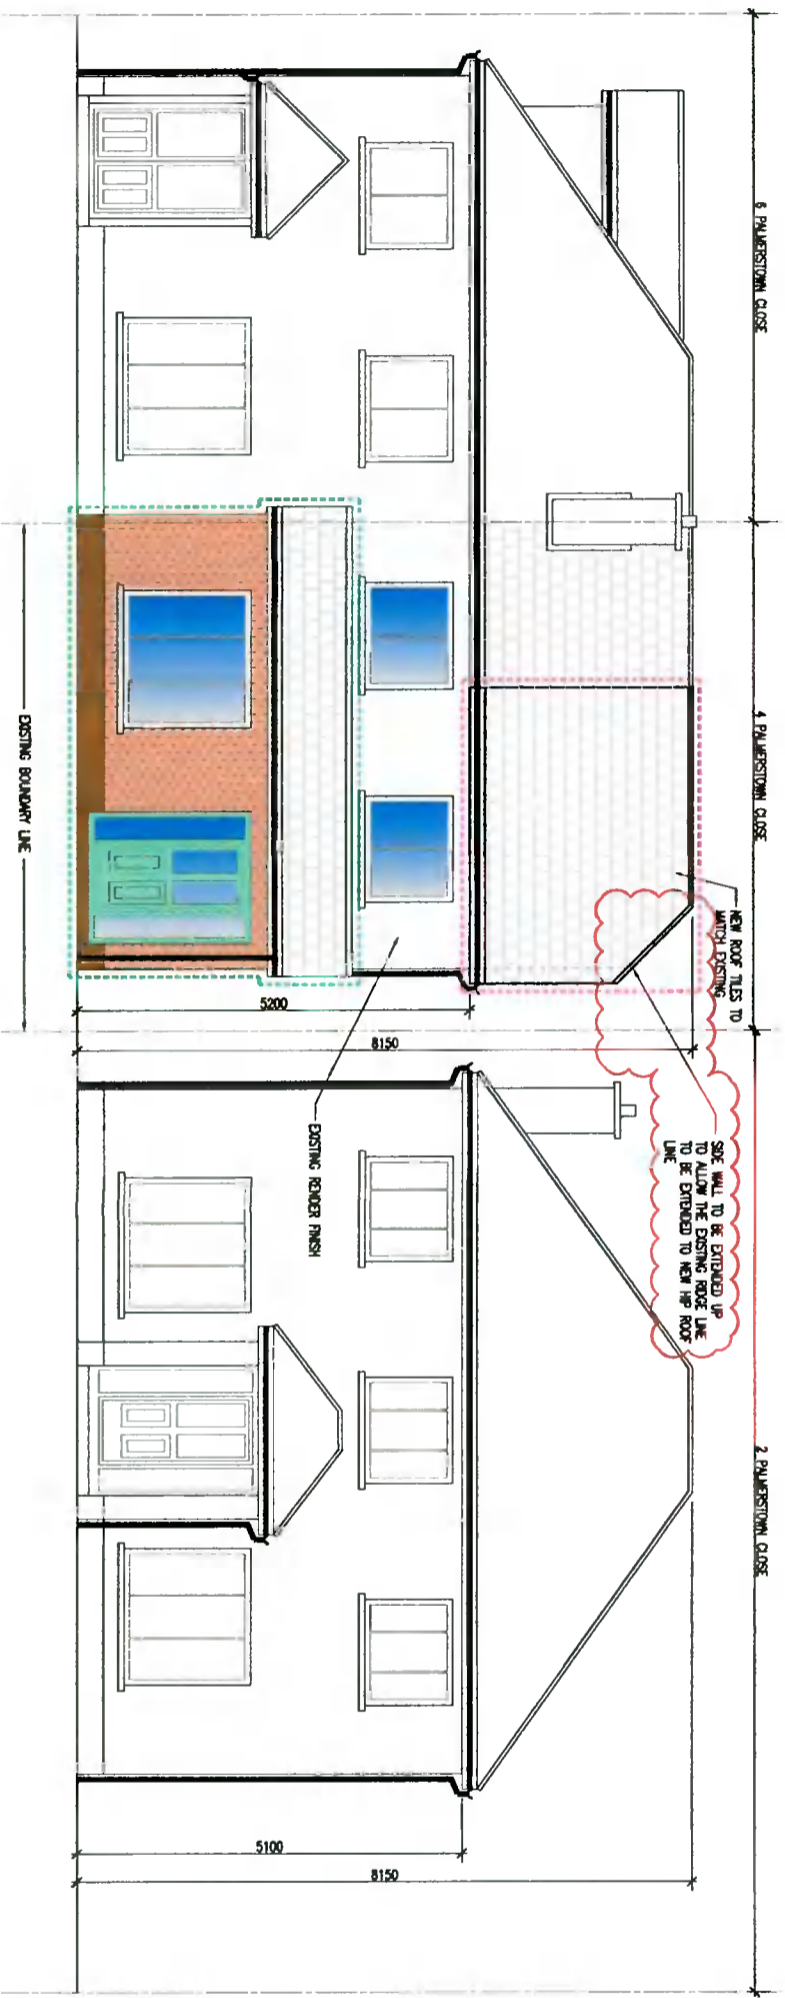 6 PALMERSTOWN CLOSE
4 PALMERSTOWN CLOSE
2 PALMERSTOWN CLOSE
NEW ROOF TILES TO
MATCH EXISTING
SIDE WALL TO BE EXTENDED UP
TO ALLOW THE EXISTING RIDGE LINE
TO BE EXTENDED TO NEW HIP ROOF
LINE
5200
8150
EXISTING RENDER FINISH
5100
8150
EXISTING BOUNDARY LINE